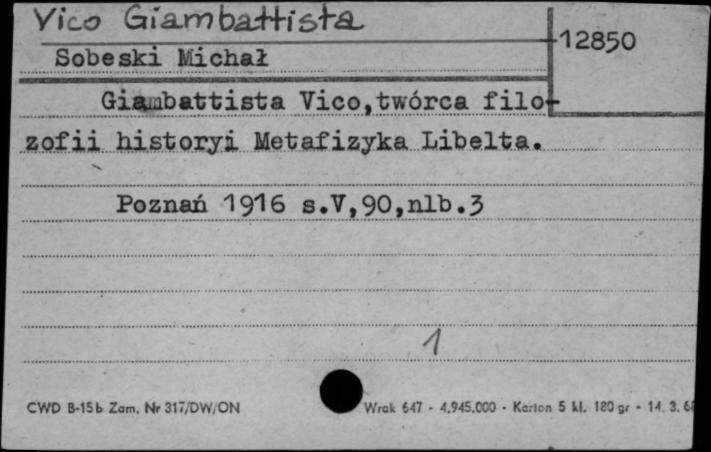 Vico Giambattista
12850
Sobeski Michał
Giambattista Vico,twórca filo-
zofii historyi Metafizyka Libelta.
Poznań 1916 s.V,90,nlb.3
1
CWD B-15b Zam. Nr 317/DW/ON
Wrak 647 - 4.945.000 - Karton 5 kl. 180 gr - 14. 3. 68